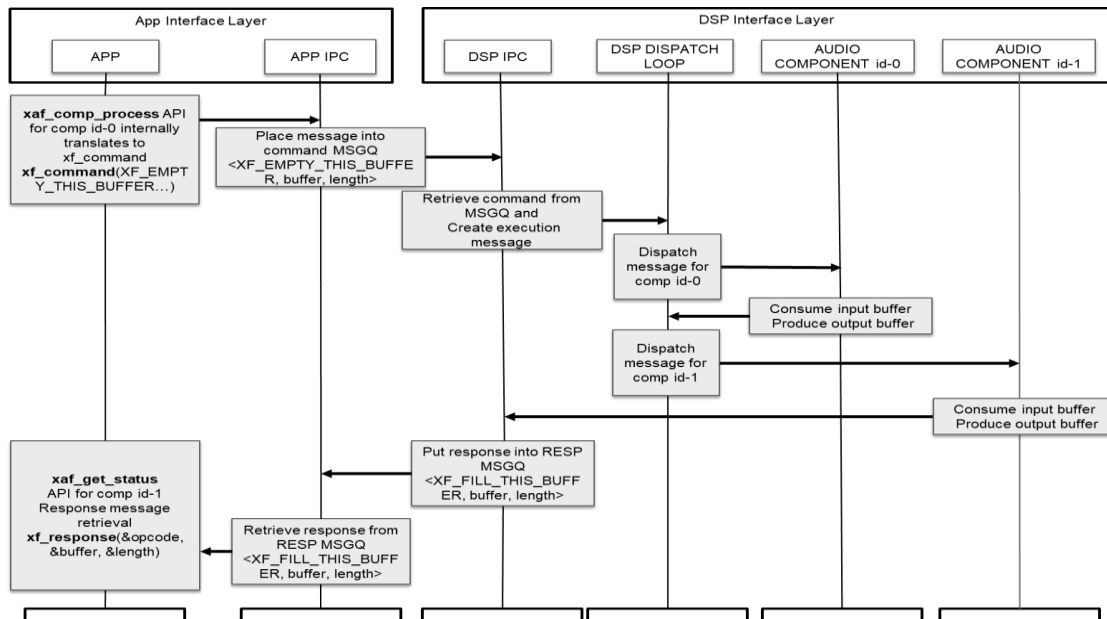 App Interface Layer
DSP Interface Layer
APP
APP IPC
DSP IPC
DSP DISPATCH
LOOP
AUDIO
COMPONENT id-0
AUDIO
COMPONENT id-1
xaf_comp_process API
for comp id-0 internally
translates to
xf_command
xf_command(XF_EMPT
Y_THIS_BUFFER…)
Place message into
command MSGQ
<XF_EMPTY_THIS_BUFFE
R, buffer, length>
Retrieve command from
MSGQ and
Create execution
message
Dispatch
message for
comp id-0
Consume input buffer
Produce output buffer
Dispatch
message for
comp id-1
Consume input buffer
Produce output buffer
Put response into RESP
MSGQ
<XF_FILL_THIS_BUFF
ER, buffer, length>
xaf_get_status
API for comp id-1
Response message
retrieval
xf_response(&opcode,
&buffer, &length)
Retrieve response from
RESP MSGQ
<XF_FILL_THIS_BUFF
ER, buffer, length>